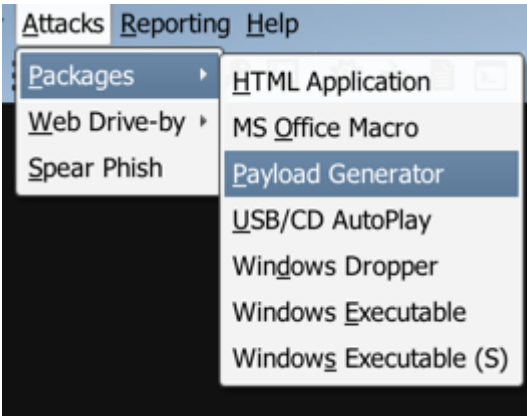 Attacks Reporting Help
Packages
Web Drive-by
Spear Phish
HTML Application
MS Office Macro
Payload Generator
USB/CD AutoPlay
Windows Dropper
Windows Executable
Windows Executable (S)